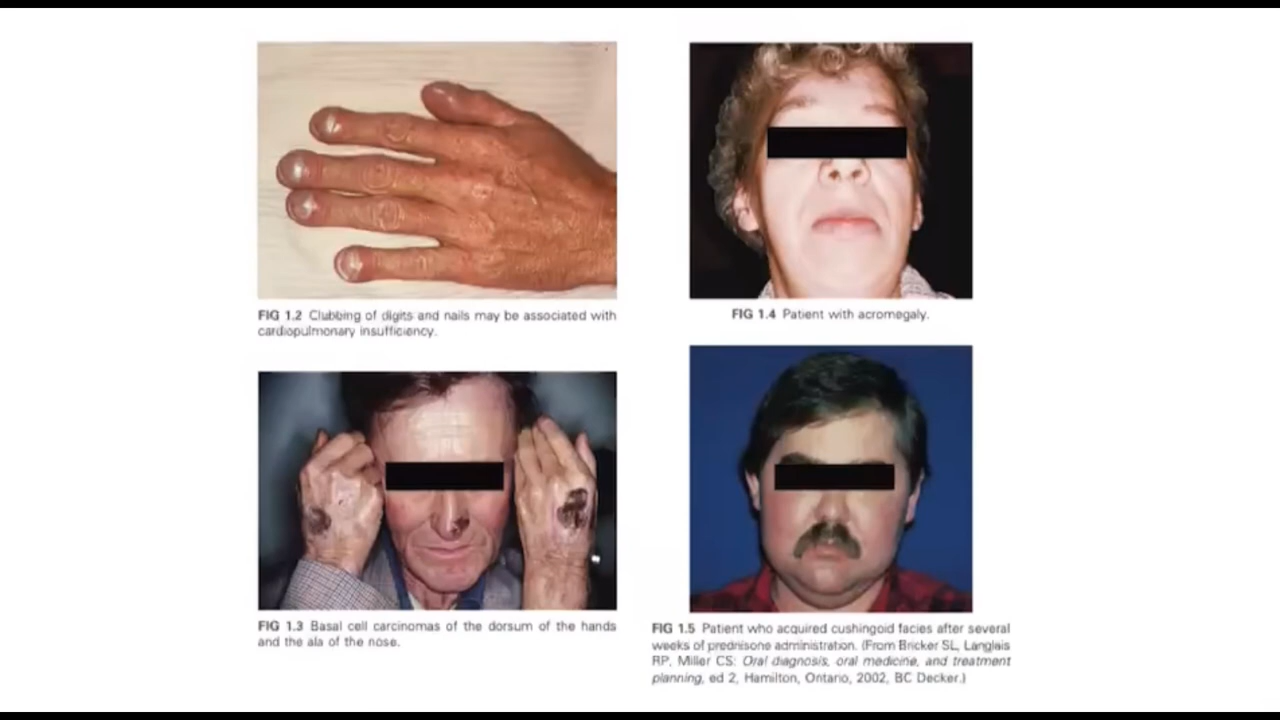 FIG 1.2 Clubbing of digits and nails may be associated with
cardiopulmonary insufficiency.
FIG 1.4 Patient with acromegaly.
FIG 1.3 Basal cell carcinomas of the dorsum of the hands
and the ala of the nose.
FIG 1.5 Patient who acquired cushingoid facies after several
weeks of prednisone administration. (From Bricker SL, Langlais
RP, Miller CS: Oral diagnosis, oral medicine, and treatment
planning, ed 2, Hamilton, Ontario, 2002, BC Decker.)